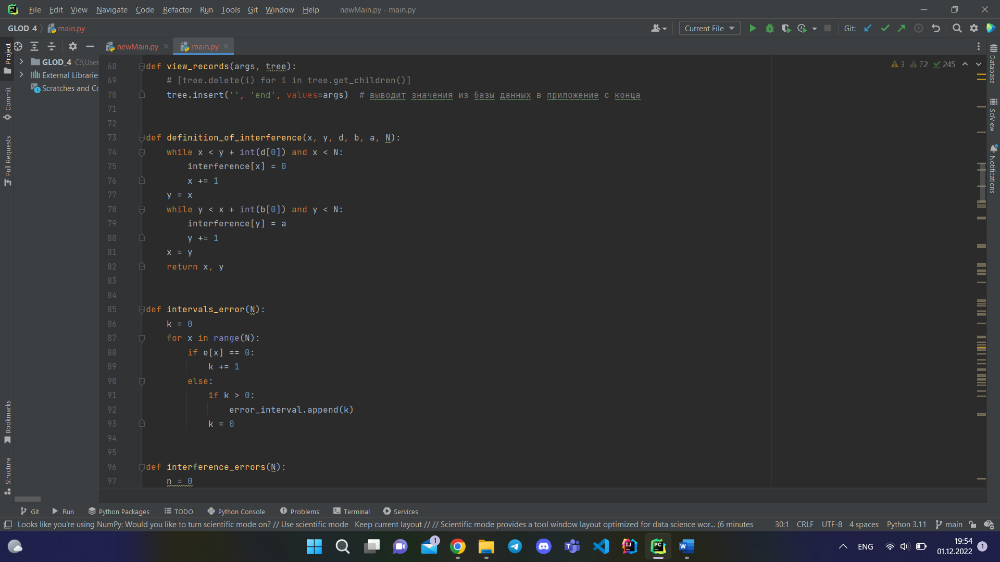 File Edit View Navigate Code Refactor Run Tools Git Window Help newMain.py - main.py
GLOD_4 main.py Current File Git:
newMain.py main.py
GLOD_4 C:\User
External Librarie
Scratches and Co
Project
Commit
Pull Requests
Bookmarks
Structure
3 72 245
68 def view_records(args, tree):
69 # [tree.delete(i) for i in tree.get_children()]
70 tree.insert('', 'end', values=args) # выводит значения из базы данных в приложение с конца
71
72
73 def definition_of_interference(x, y, d, b, a, N):
74 while x < y + int(d[0]) and x < N:
75 interference[x] = 0
76 x += 1
77 y = x
78 while y < x + int(b[0]) and y < N:
79 interference[y] = a
80 y += 1
81 x = y
82 return x, y
83
84
85 def intervals_error(N):
86 k = 0
87 for x in range(N):
88 if e[x] == 0:
89 k += 1
90 else:
91 if k > 0:
92 error_interval.append(k)
93 k = 0
94
95
96 def interference_errors(N):
97 n = 0
Database
SciView
Notifications
Git Run Python Packages TODO Python Console Problems Terminal Services
Looks like you're using NumPy: Would you like to turn scientific mode on? // Use scientific mode Keep current layout // // Scientific mode provides a tool window layout optimized for data science wor... (6 minutes 30:1 CRLF UTF-8 4 spaces Python 3.11 main
1
ENG
19:54
01.12.2022
1